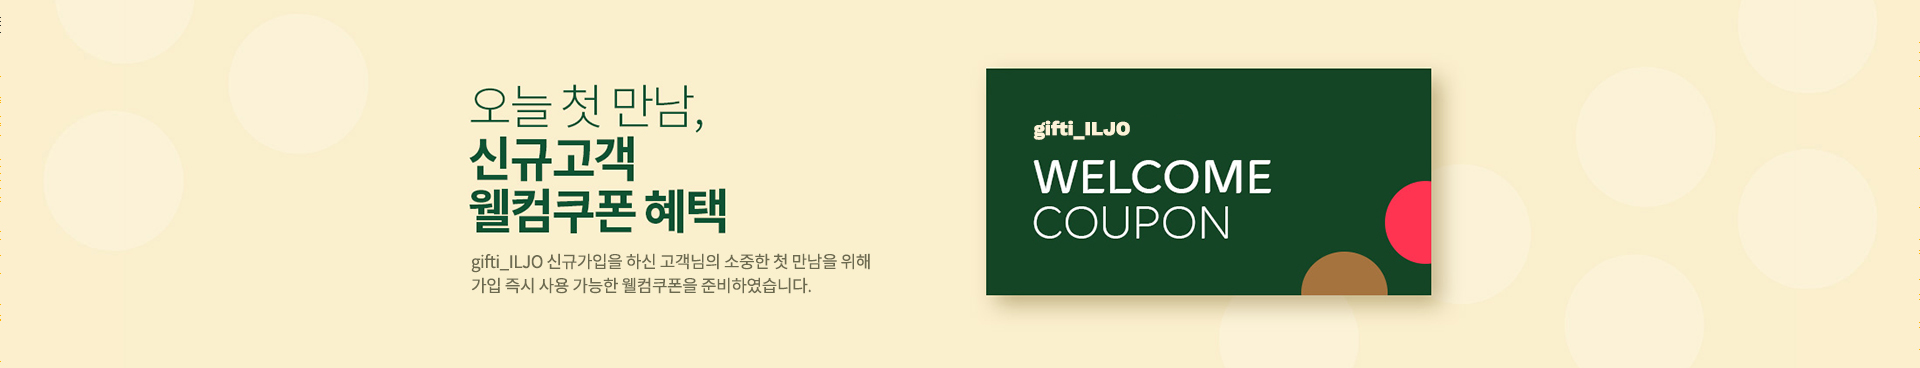 오늘 첫 만남,
신규고객
웰컴쿠폰 혜택
gifti_ILJO 신규가입을 하신 고객님의 소중한 첫 만남을 위해
가입 즉시 사용 가능한 웰컴쿠폰을 준비하였습니다.
gifti_ILJO
WELCOME
COUPON